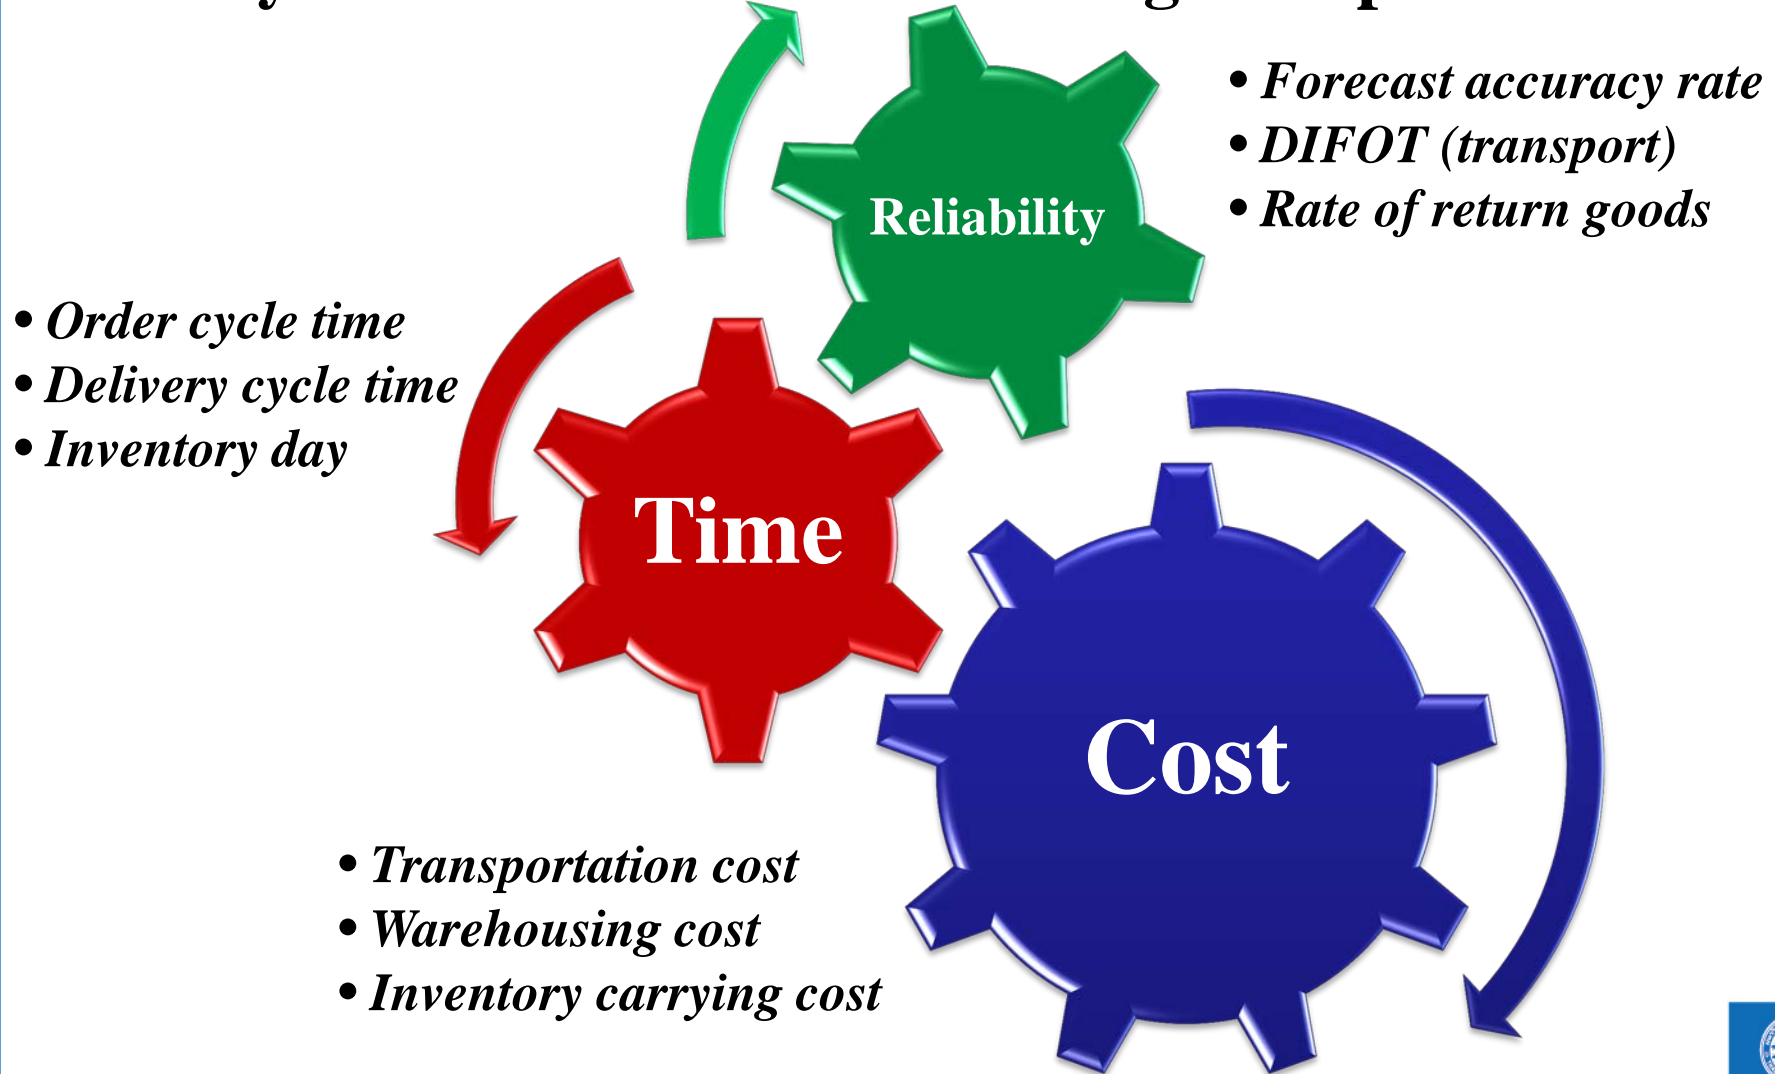 • Forecast accuracy rate
• DIFOT (transport)
• Rate of return goods
Reliability
• Order cycle time
• Delivery cycle time
• Inventory day
Time
Cost
• Transportation cost
• Warehousing cost
• Inventory carrying cost